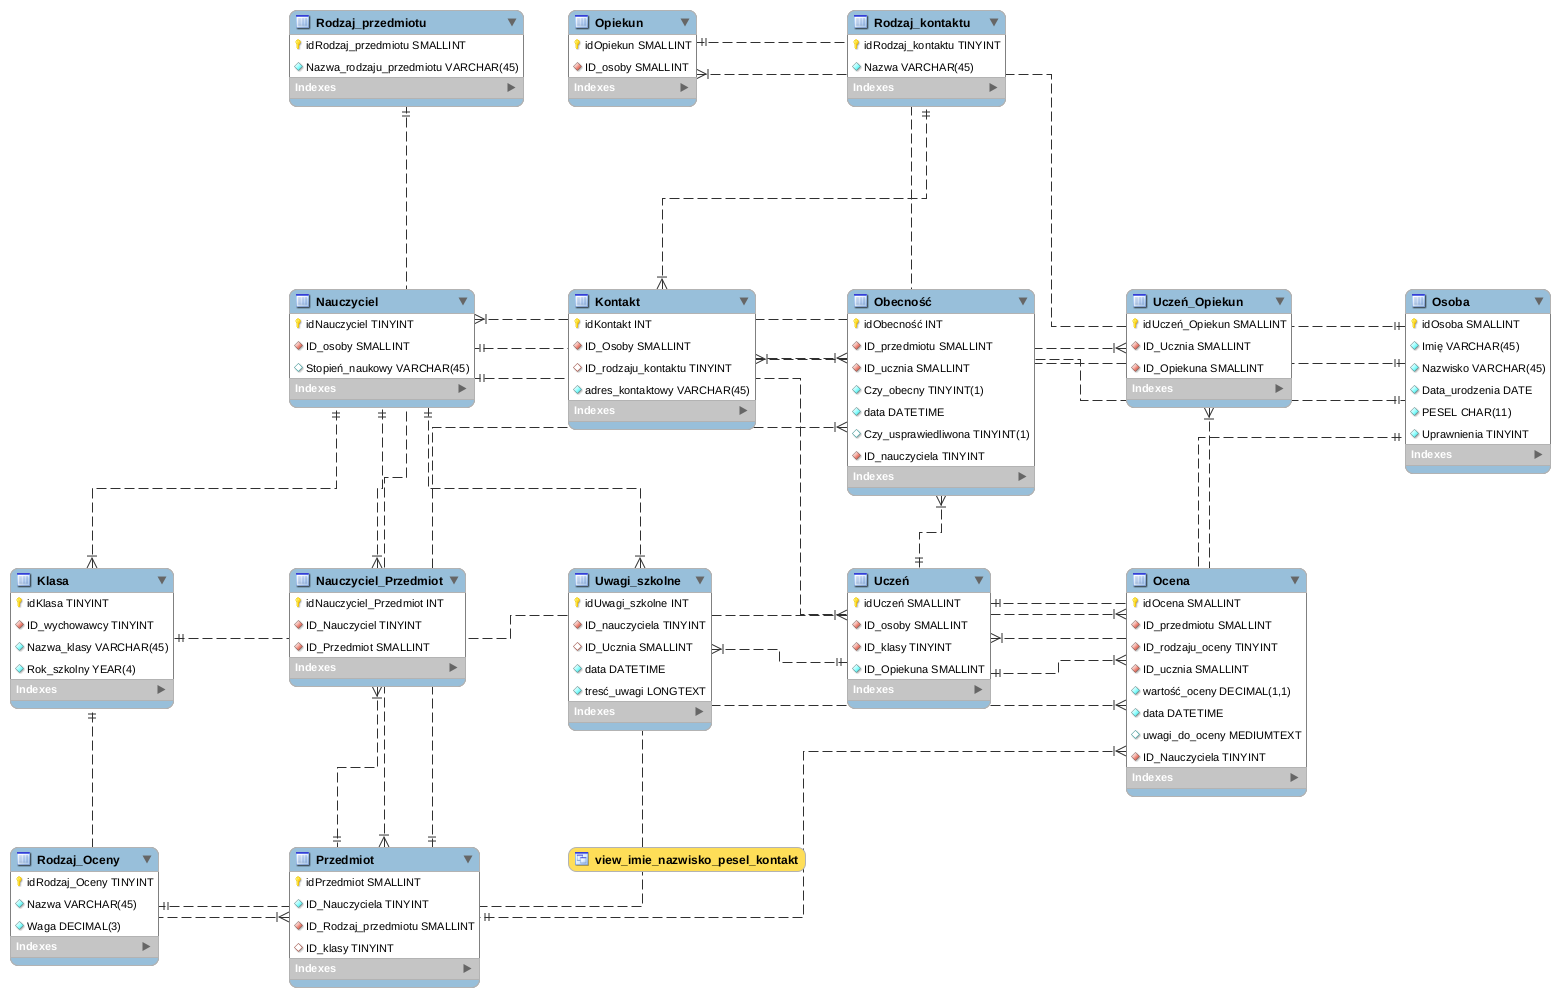 Rodzaj_przedmiotu
idRodzaj_przedmiotu SMALLINT
Nazwa_rodzaju_przedmiotu VARCHAR(45)
Indexes
Opiekun
idOpiekun SMALLINT
ID_osoby SMALLINT
Indexes
Rodzaj_kontaktu
idRodzaj_kontaktu TINYINT
Nazwa VARCHAR(45)
Indexes
Nauczyciel
idNauczyciel TINYINT
ID_osoby SMALLINT
Stopień_naukowy VARCHAR(45)
Indexes
Kontakt
idKontakt INT
ID_Osoby SMALLINT
ID_rodzaju_kontaktu TINYINT
adres_kontaktowy VARCHAR(45)
Indexes
Obecność
idObecność INT
ID_przedmiotu SMALLINT
ID_ucznia SMALLINT
Czy_obecny TINYINT(1)
data DATETIME
Czy_usprawiedliwona TINYINT(1)
ID_nauczyciela TINYINT
Indexes
Uczeń_Opiekun
idUczeń_Opiekun SMALLINT
ID_Ucznia SMALLINT
ID_Opiekuna SMALLINT
Indexes
Osoba
idOsoba SMALLINT
Imię VARCHAR(45)
Nazwisko VARCHAR(45)
Data_urodzenia DATE
PESEL CHAR(11)
Uprawnienia TINYINT
Indexes
Klasa
idKlasa TINYINT
ID_wychowawcy TINYINT
Nazwa_klasy VARCHAR(45)
Rok_szkolny YEAR(4)
Indexes
Nauczyciel_Przedmiot
idNauczyciel_Przedmiot INT
ID_Nauczyciel TINYINT
ID_Przedmiot SMALLINT
Indexes
Uwagi_szkolne
idUwagi_szkolne INT
ID_nauczyciela TINYINT
ID_Ucznia SMALLINT
data DATETIME
tresć_uwagi LONGTEXT
Indexes
Uczeń
idUczeń SMALLINT
ID_osoby SMALLINT
ID_klasy TINYINT
ID_Opiekuna SMALLINT
Indexes
Ocena
idOcena SMALLINT
ID_przedmiotu SMALLINT
ID_rodzaju_oceny TINYINT
ID_ucznia SMALLINT
wartość_oceny DECIMAL(1,1)
data DATETIME
uwagi_do_oceny MEDIUMTEXT
ID_Nauczyciela TINYINT
Indexes
Rodzaj_Oceny
idRodzaj_Oceny TINYINT
Nazwa VARCHAR(45)
Waga DECIMAL(3)
Indexes
Przedmiot
idPrzedmiot SMALLINT
ID_Nauczyciela TINYINT
ID_Rodzaj_przedmiotu SMALLINT
ID_klasy TINYINT
Indexes
view_imie_nazwisko_pesel_kontakt